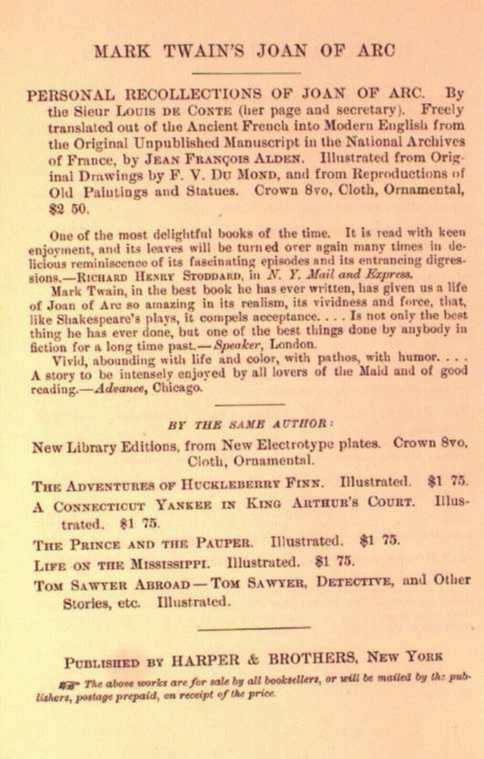 MARK TWAIN'S JOAN OF ARC
PERSONAL RECOLLECTIONS OF JOAN OF ARC. By
the Sieur LOUIS DE CONTE (her page and secretary). Freely
translated out of the Ancient French into Modern English from
the Original Unpublished Manuscript in the National Archives
of France, by JEAN FRANÇOIS ALDEN. Illustrated from Orig-
inal Drawings by F. V. DU MOND, and from Reproductions of
Old Paintings and Statues. Crown 8vo, Cloth, Ornamental,
$2 50.
One of the most delightful books of the time. It is read with keen
enjoyment, and its leaves will be turned over again many times in de-
licious reminiscence of its fascinating episodes and its entrancing digres-
sions.—RICHARD HENRY STODDARD, in N. Y. Mail and Express.
Mark Twain, in the best book he has ever written, has given us a life
of Joan of Arc so amazing in its realism, its vividness and force, that,
like Shakespeare's plays, it compels acceptance. . . . Is not only the best
thing he has ever done, but one of the best things done by anybody in
fiction for a long time past.—Speaker, London.
Vivid, abounding with life and color, with pathos, with humor. . . .
A story to be intensely enjoyed by all lovers of the Maid and of good
reading.—Advance, Chicago.
BY THE SAME AUTHOR:
New Library Editions, from New Electrotype plates. Crown 8vo,
Cloth, Ornamental.
THE ADVENTURES OF HUCKLEBERRY FINN. Illustrated. $1 75.
A CONNECTICUT YANKEE IN KING ARTHUR'S COURT. Illus-
trated. $1 75.
THE PRINCE AND THE PAUPER. Illustrated. $1 75.
LIFE ON THE MISSISSIPPI. Illustrated. $1 75.
TOM SAWYER ABROAD — TOM SAWYER, DETECTIVE, and Other
Stories, etc. Illustrated.
PUBLISHED BY HARPER & BROTHERS, NEW YORK
☞ The above works are for sale by all booksellers, or will be mailed by the pub-
lishers, postage prepaid, on receipt of the price.